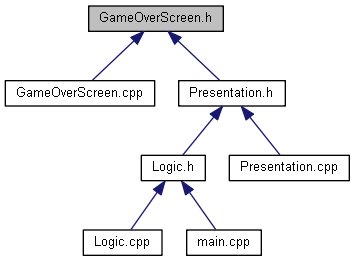 GameOverScreen.h
GameOverScreen.cpp
Presentation.h
Logic.h
Presentation.cpp
Logic.cpp
main.cpp